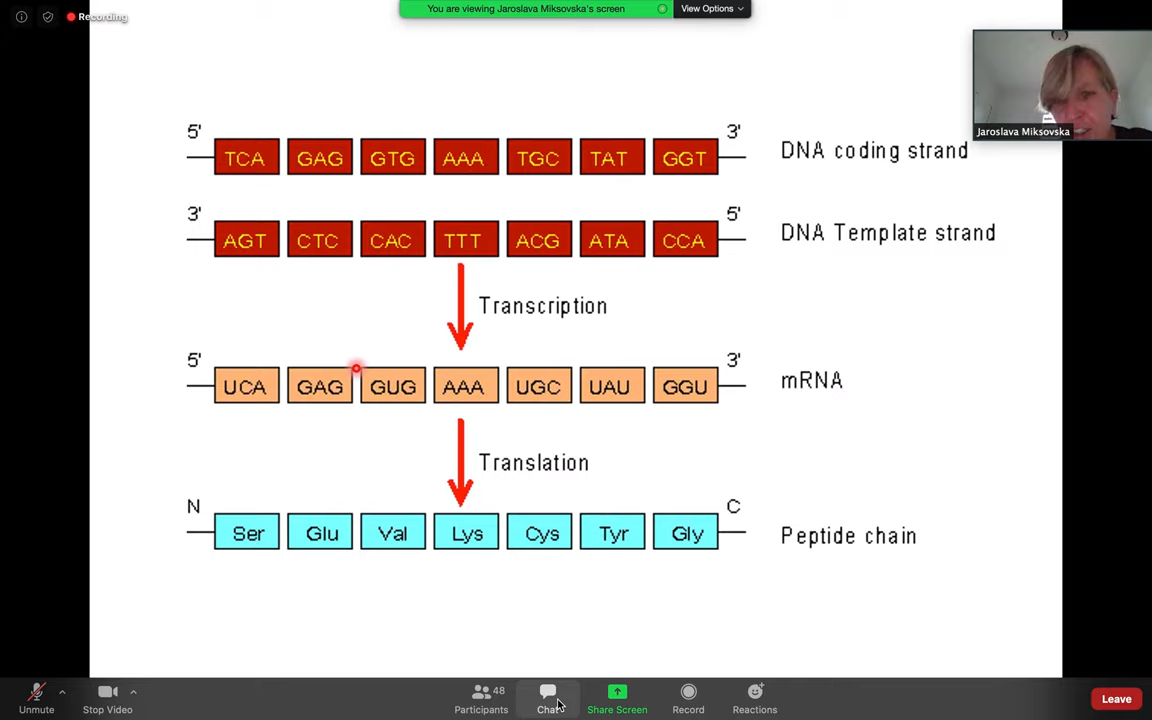 You are viewing Jaroslava Miksovska's screen
View Options
Recording
Jaroslava Miksovska
5' 3'
TCA GAG GTG AAA TGC TAT GGT DNA coding strand
3' 5'
AGT CTC CAC TTT ACG ATA CCA DNA Template strand
Transcription
5' 3'
UCA GAG GUG AAA UGC UAU GGU mRNA
Translation
N C
Ser Glu Val Lys Cys Tyr Gly Peptide chain
48
Unmute Stop Video Participants Chat Share Screen Record Reactions Leave